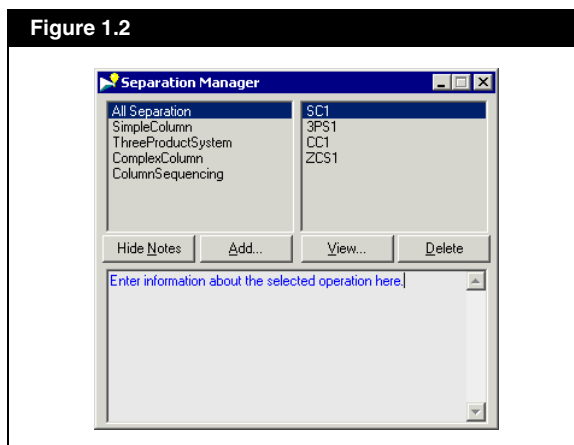 Figure 1.2
Separation Manager
All Separation
SimpleColumn
ThreeProductSystem
ComplexColumn
ColumnSequencing
SC1
3PS1
CC1
ZCS1
Hide Notes
Add...
View...
Delete
Enter information about the selected operation here.